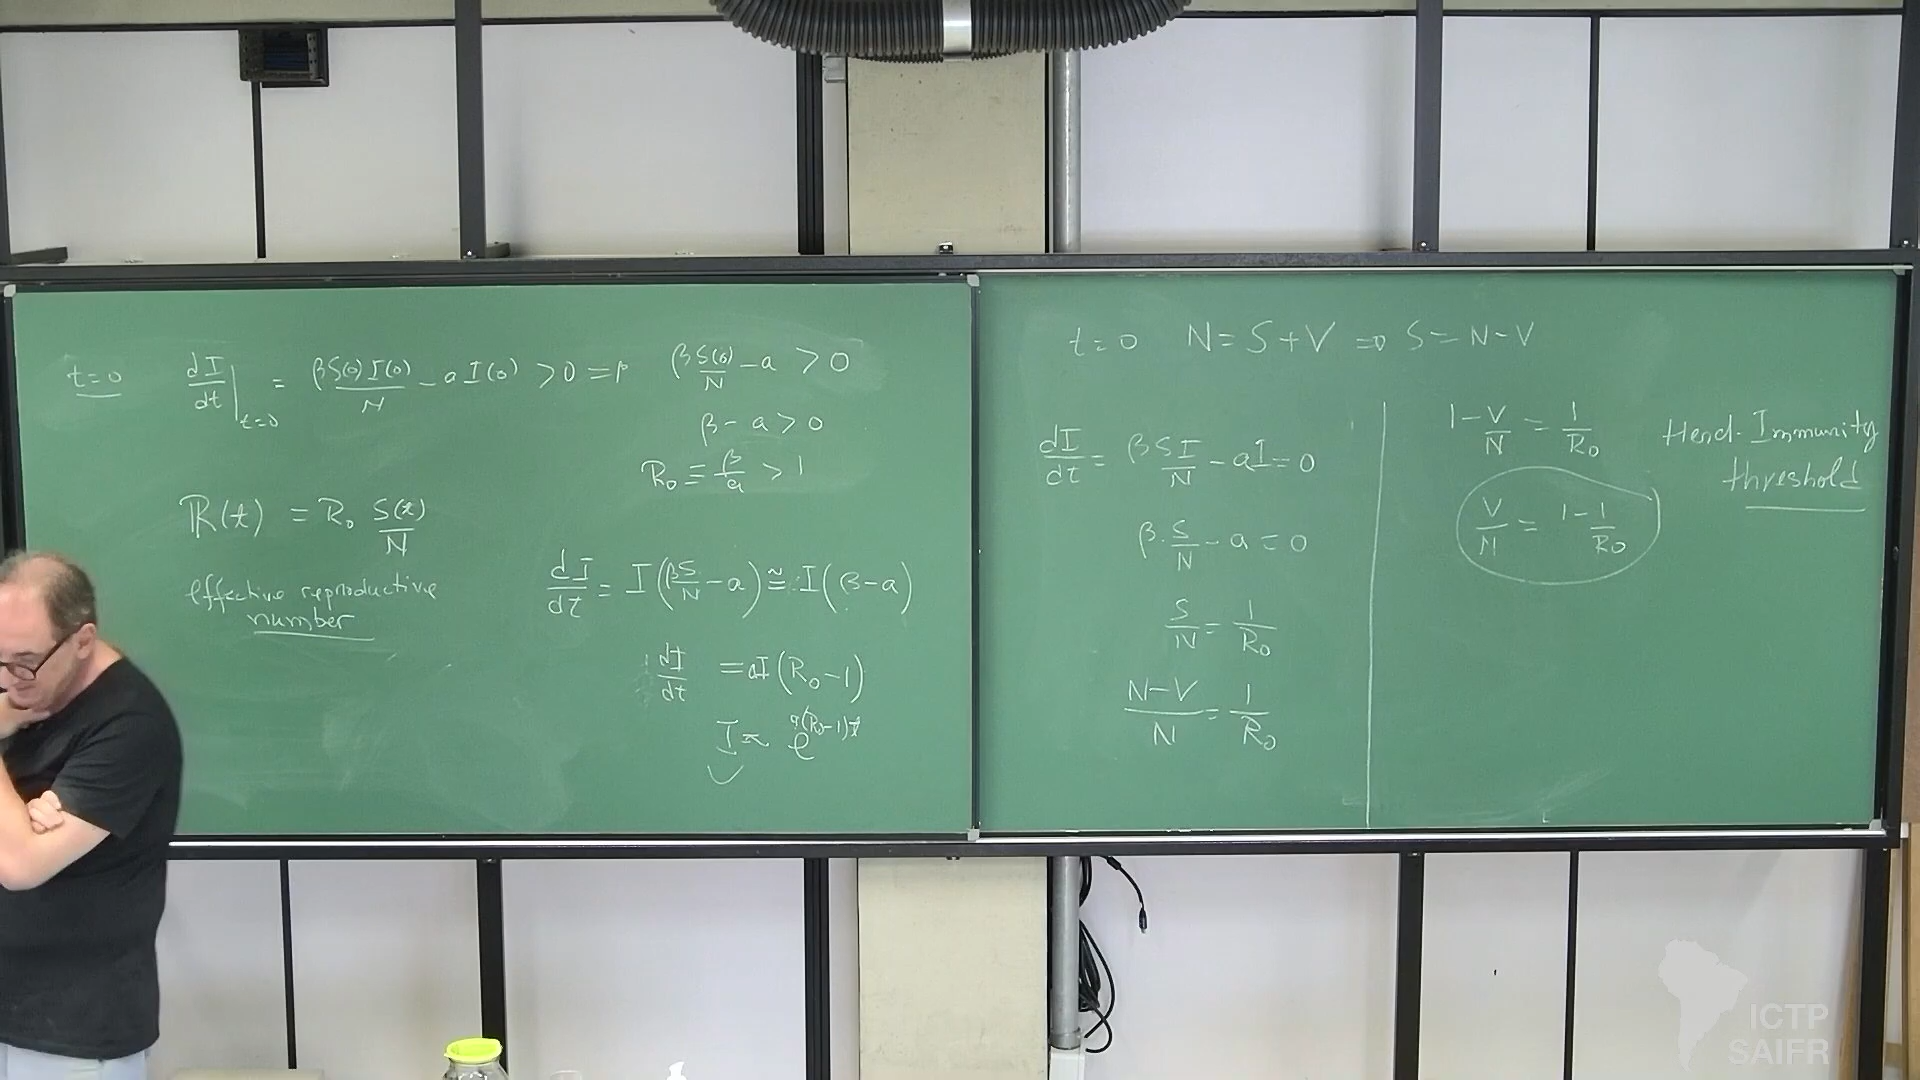 t=0 dI/dt|t=0 = βS(0)I(0)/N - aI(0) >0 ⇒ βS(0)/N - a > 0
β - a > 0
R₀ ≡ β/a > 1
ℝ(t) = R₀ S(t)/N
effective reproductive
number
dI/dt = I(βS/N - a) ≅ I(β-a)
dI/dt = aI(R₀-1)
I ≈ e^{a(R₀-1)t}
t=0 N=S+V ⇒ S=N-V
dI/dt = βSI/N - aI=0
β·S/N - a = 0
S/N = 1/R₀
N-V/N = 1/R₀
1-V/N = 1/R₀
V/N = 1-1/R₀
Herd-Immunity
threshold
ICTP
SAIFR